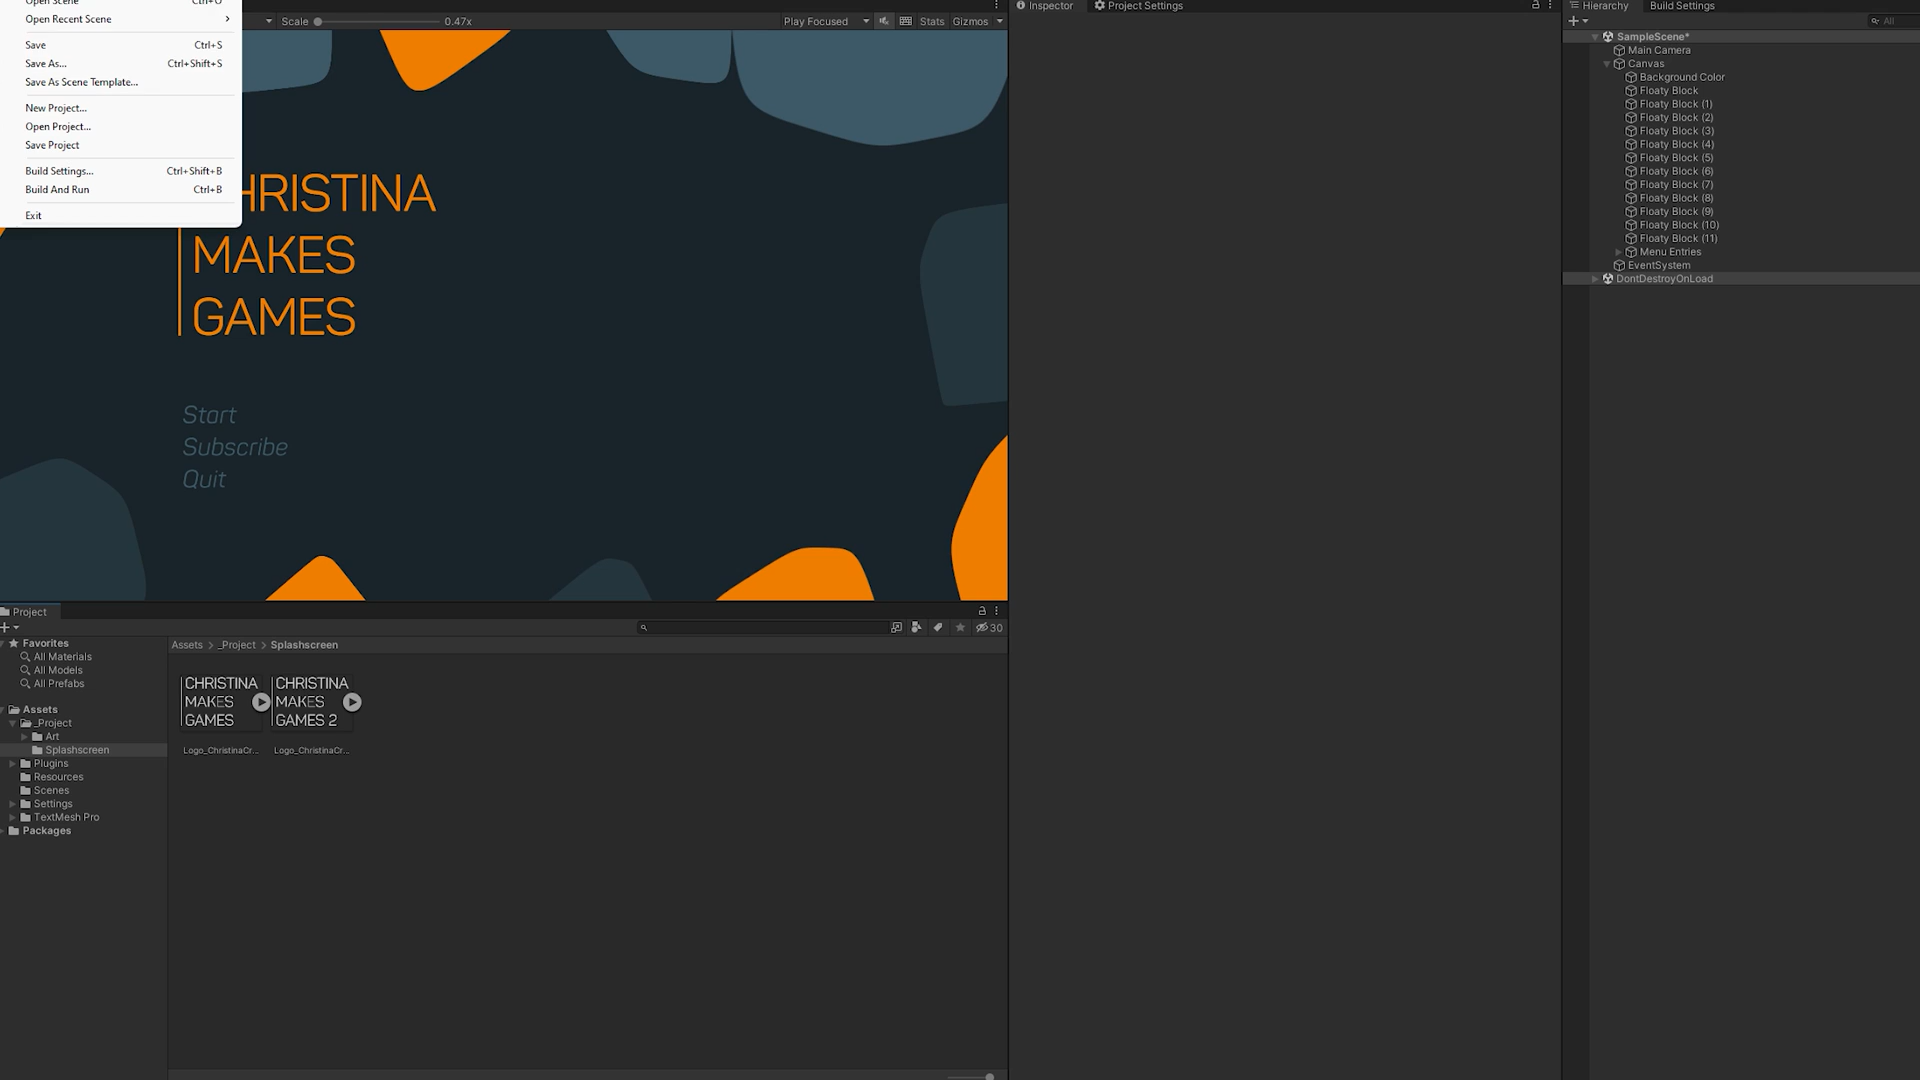 Open Scene Ctrl+O
Open Recent Scene
Save Ctrl+S
Save As... Ctrl+Shift+S
Save As Scene Template...
New Project...
Open Project...
Save Project
Build Settings... Ctrl+Shift+B
Build And Run Ctrl+B
Exit
Scale 0.47x
Play Focused Stats Gizmos
CHRISTINA
MAKES
GAMES
Start
Subscribe
Quit
Inspector Project Settings
Hierarchy Build Settings
All
SampleScene*
Main Camera
Canvas
Background Color
Floaty Block
Floaty Block (1)
Floaty Block (2)
Floaty Block (3)
Floaty Block (4)
Floaty Block (5)
Floaty Block (6)
Floaty Block (7)
Floaty Block (8)
Floaty Block (9)
Floaty Block (10)
Floaty Block (11)
Menu Entries
EventSystem
DontDestroyOnLoad
Project
30
Favorites
All Materials
All Models
All Prefabs
Assets
_Project
Art
Splashscreen
Plugins
Resources
Scenes
Settings
TextMesh Pro
Packages
Assets > _Project > Splashscreen
CHRISTINA
MAKES
GAMES
Logo_ChristinaCr...
CHRISTINA
MAKES
GAMES 2
Logo_ChristinaCr...